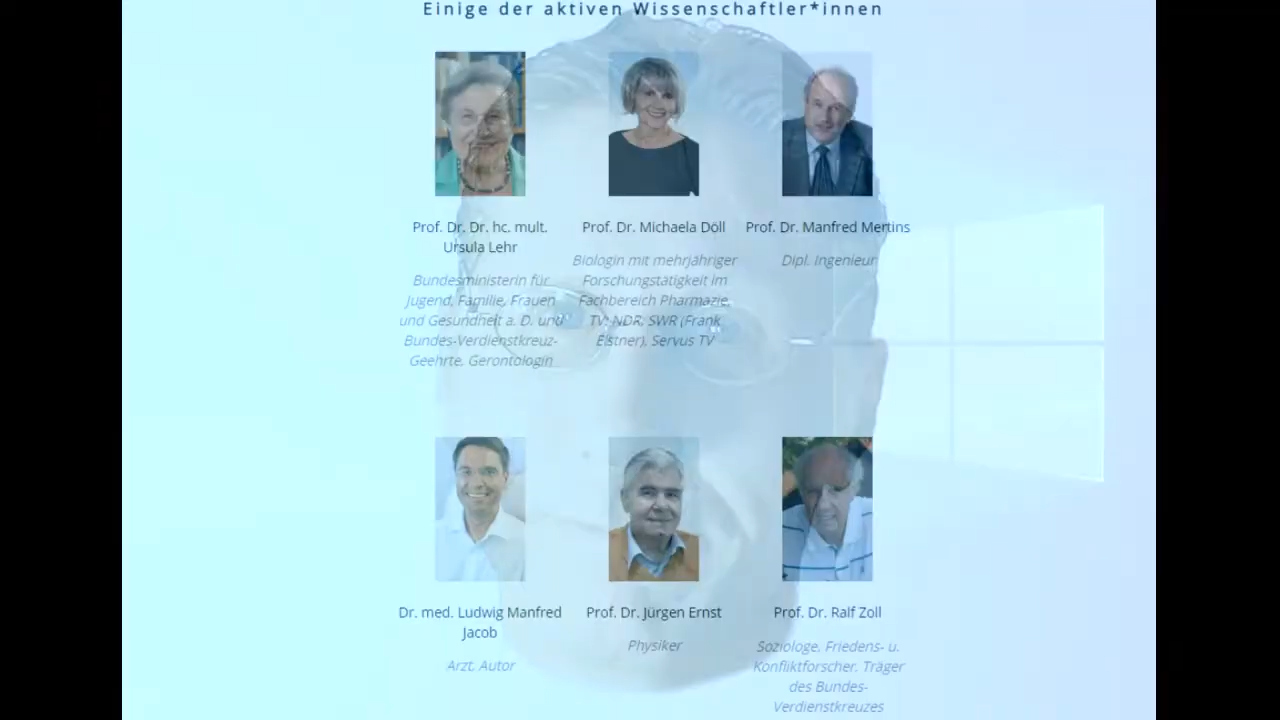 Einige der aktiven Wissenschaftler*innen
Prof. Dr. Dr. hc. mult.
Ursula Lehr
Bundesministerin für
Jugend, Familie, Frauen
und Gesundheit a. D. und
Bundes-Verdienstkreuz-
Geehrte, Gerontologin
Prof. Dr. Michaela Döll
Biologin mit mehrjähriger
Forschungstätigkeit im
Fachbereich Pharmazie,
TV: NDR, SWR (Frank
Elstner), Servus TV
Prof. Dr. Manfred Mertins
Dipl. Ingenieur
Dr. med. Ludwig Manfred
Jacob
Arzt, Autor
Prof. Dr. Jürgen Ernst
Physiker
Prof. Dr. Ralf Zoll
Soziologe, Friedens- u.
Konfliktforscher, Träger
des Bundes-
Verdienstkreuzes